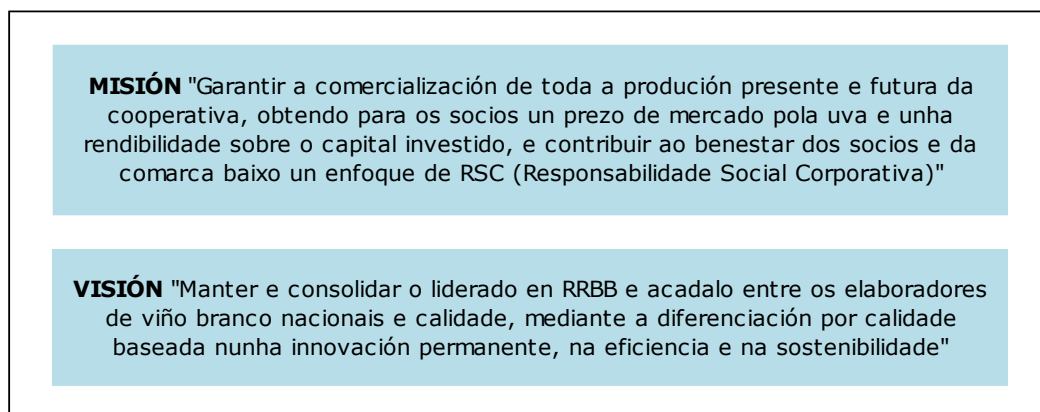 MISIÓN "Garantir a comercialización de toda a produción presente e futura da
cooperativa, obtendo para os socios un prezo de mercado pola uva e unha
rendibilidade sobre o capital investido, e contribuir ao benestar dos socios e da
comarca baixo un enfoque de RSC (Responsabilidade Social Corporativa)"
VISIÓN "Manter e consolidar o liderado en RRBB e acadalo entre os elaboradores
de viño branco nacionais e calidade, mediante a diferenciación por calidade
baseada nunha innovación permanente, na eficiencia e na sostenibilidade"